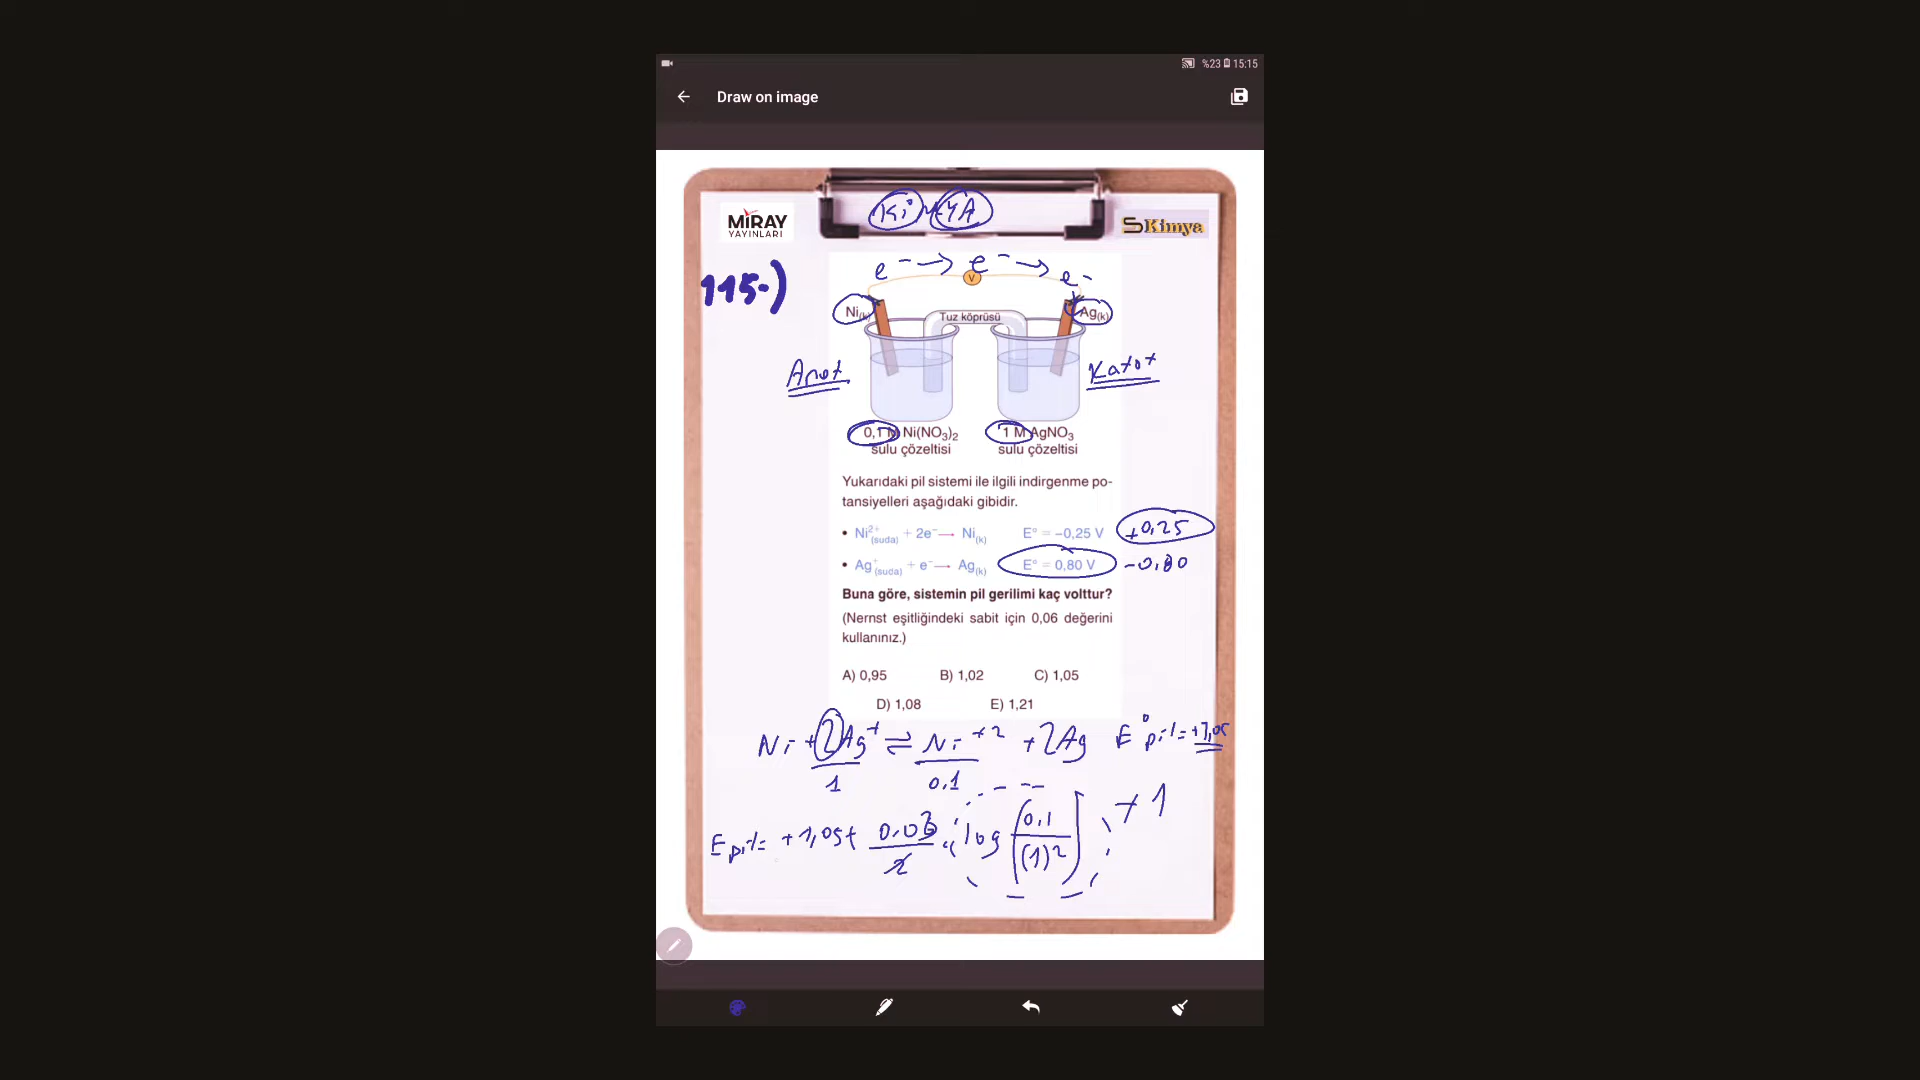 %23 15:15
Draw on image
MİRAY
YAYINLARI
KİMYA
SKimya
115-)
e⁻ → e⁻ → e⁻
V
Ni(k)
Tuz köprüsü
Ag(k)
Anot
Katot
0,1 M Ni(NO₃)₂
sulu çözeltisi
1 M AgNO₃
sulu çözeltisi
Yukarıdaki pil sistemi ile ilgili indirgenme po-
tansiyelleri aşağıdaki gibidir.
• Ni²⁺(suda) + 2e⁻ → Ni(k) E° = −0,25 V +0,25
• Ag⁺(suda) + e⁻ → Ag(k) E° = 0,80 V -0,80
Buna göre, sistemin pil gerilimi kaç volttur?
(Nernst eşitliğindeki sabit için 0,06 değerini
kullanınız.)
A) 0,95 B) 1,02 C) 1,05
D) 1,08 E) 1,21
Ni + 2Ag⁺ ⇌ Ni⁺² + 2Ag E°pil = +1,05
1 0,1
Epil = +1,05+ 0.03 log 0,1 +1
2 (1)²